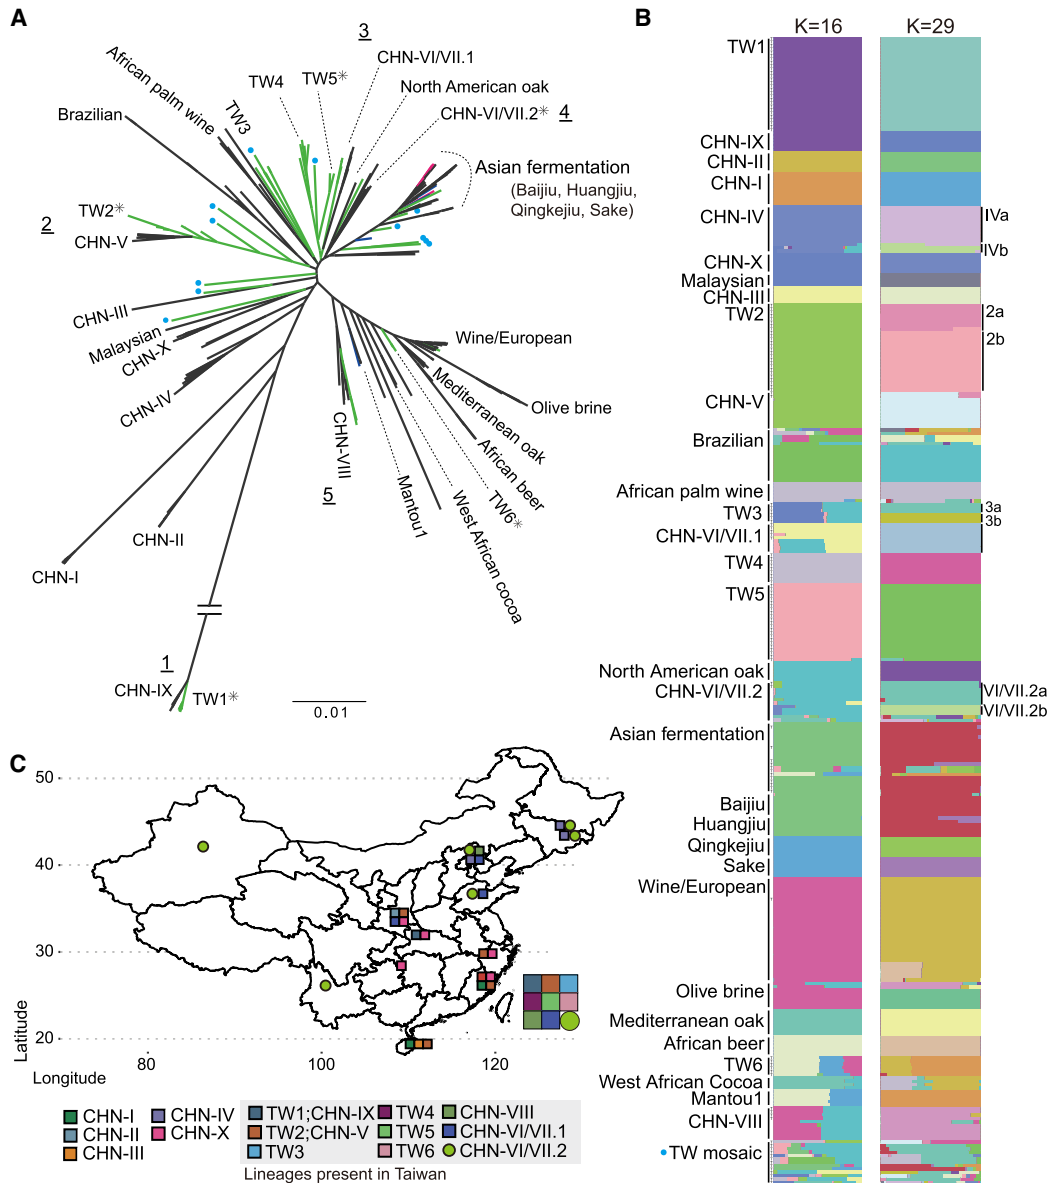 A
3
CHN-VI/VII.1
African palm wine
TW5✳
TW4
North American oak
TW3
Brazilian
CHN-VI/VII.2✳ 4
Asian fermentation
(Baijiu, Huangjiu,
Qingkejiu, Sake)
TW2✳
2
CHN-V
CHN-III
Malaysian
CHN-X
CHN-IV
Wine/European
Mediterranean oak
Olive brine
African beer
TW6✳
West African cocoa
Mantou1
CHN-VIII
5
CHN-II
CHN-I
1
CHN-IX
TW1✳
0.01
B
K=16 K=29
TW1
CHN-IX
CHN-II
CHN-I
CHN-IV
IVa
IVb
CHN-X
Malaysian
CHN-III
TW2
2a
2b
CHN-V
Brazilian
African palm wine
TW3
3a
3b
CHN-VI/VII.1
TW4
TW5
North American oak
CHN-VI/VII.2
VI/VII.2a
VI/VII.2b
Asian fermentation
Baijiu
Huangjiu
Qingkejiu
Sake
Wine/European
Olive brine
Mediterranean oak
African beer
TW6
West African Cocoa
Mantou1
CHN-VIII
TW mosaic
C
50
40
30
20
Latitude
80 100 120
Longitude
CHN-I
CHN-II
CHN-III
CHN-IV
CHN-X
TW1;CHN-IX
TW2;CHN-V
TW3
TW4
TW5
TW6
CHN-VIII
CHN-VI/VII.1
CHN-VI/VII.2
Lineages present in Taiwan